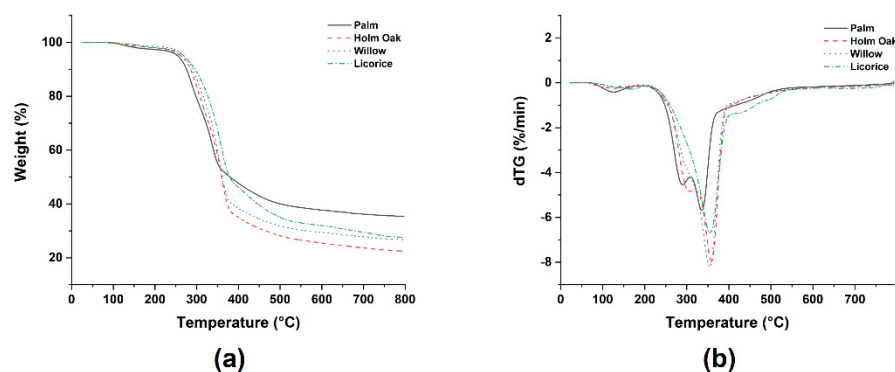 Palm
Holm Oak
Willow
Licorice
100
80
60
40
20
Weight (%)
0 100 200 300 400 500 600 700 800
Temperature (°C)
(a)
Palm
Holm Oak
Willow
Licorice
2
0
-2
-4
-6
-8
dTG (%/min)
0 100 200 300 400 500 600 700
Temperature (°C)
(b)